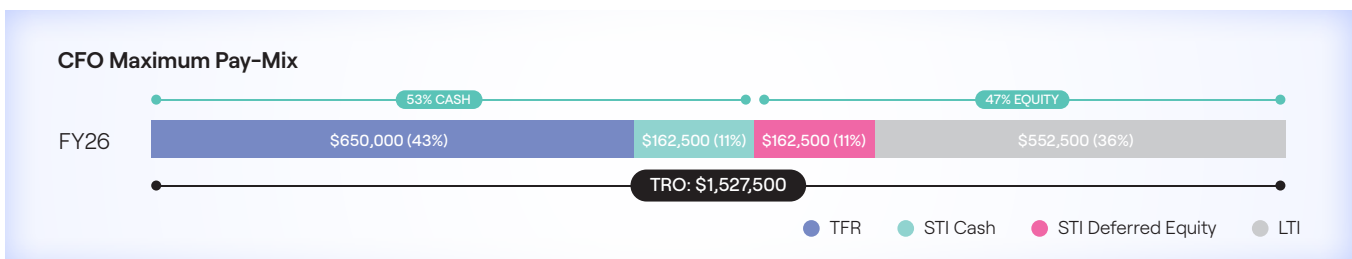 CFO Maximum Pay-Mix
53% CASH 47% EQUITY
FY26 $650,000 (43%) $162,500 (11%) $162,500 (11%) $552,500 (36%)
TRO: $1,527,500
TFR STI Cash STI Deferred Equity LTI